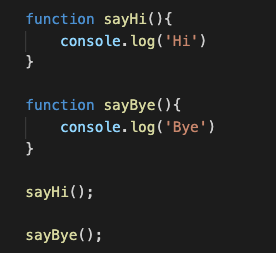 function sayHi(){
    console.log('Hi')
}

function sayBye(){
    console.log('Bye')
}

sayHi();

sayBye();